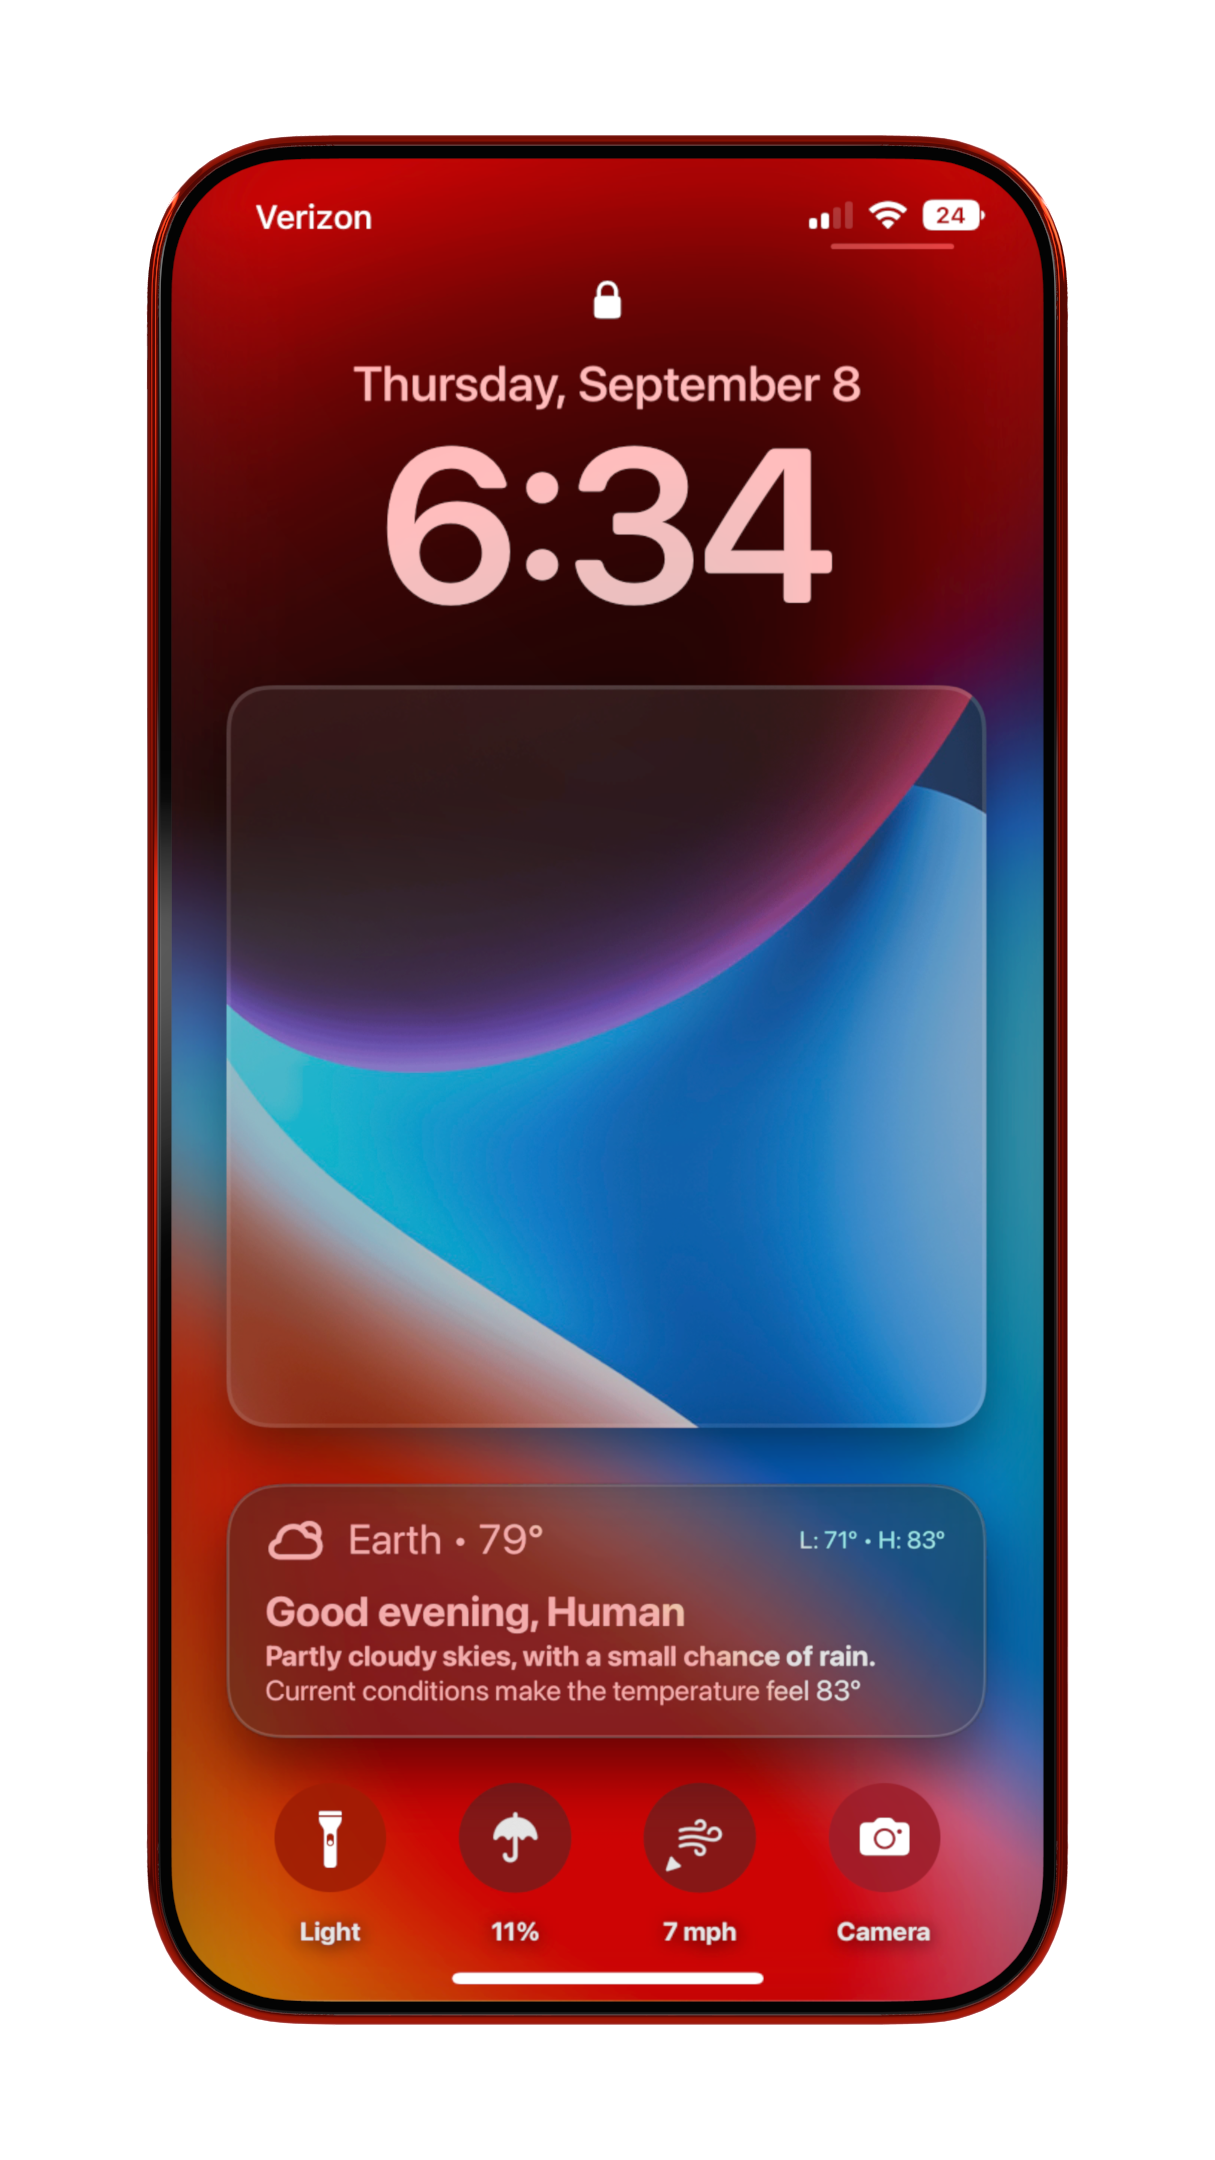 Verizon
24
Thursday, September 8
6:34
Earth • 79°
L: 71° • H: 83°
Good evening, Human
Partly cloudy skies, with a small chance of rain.
Current conditions make the temperature feel 83°
Light
11%
7 mph
Camera